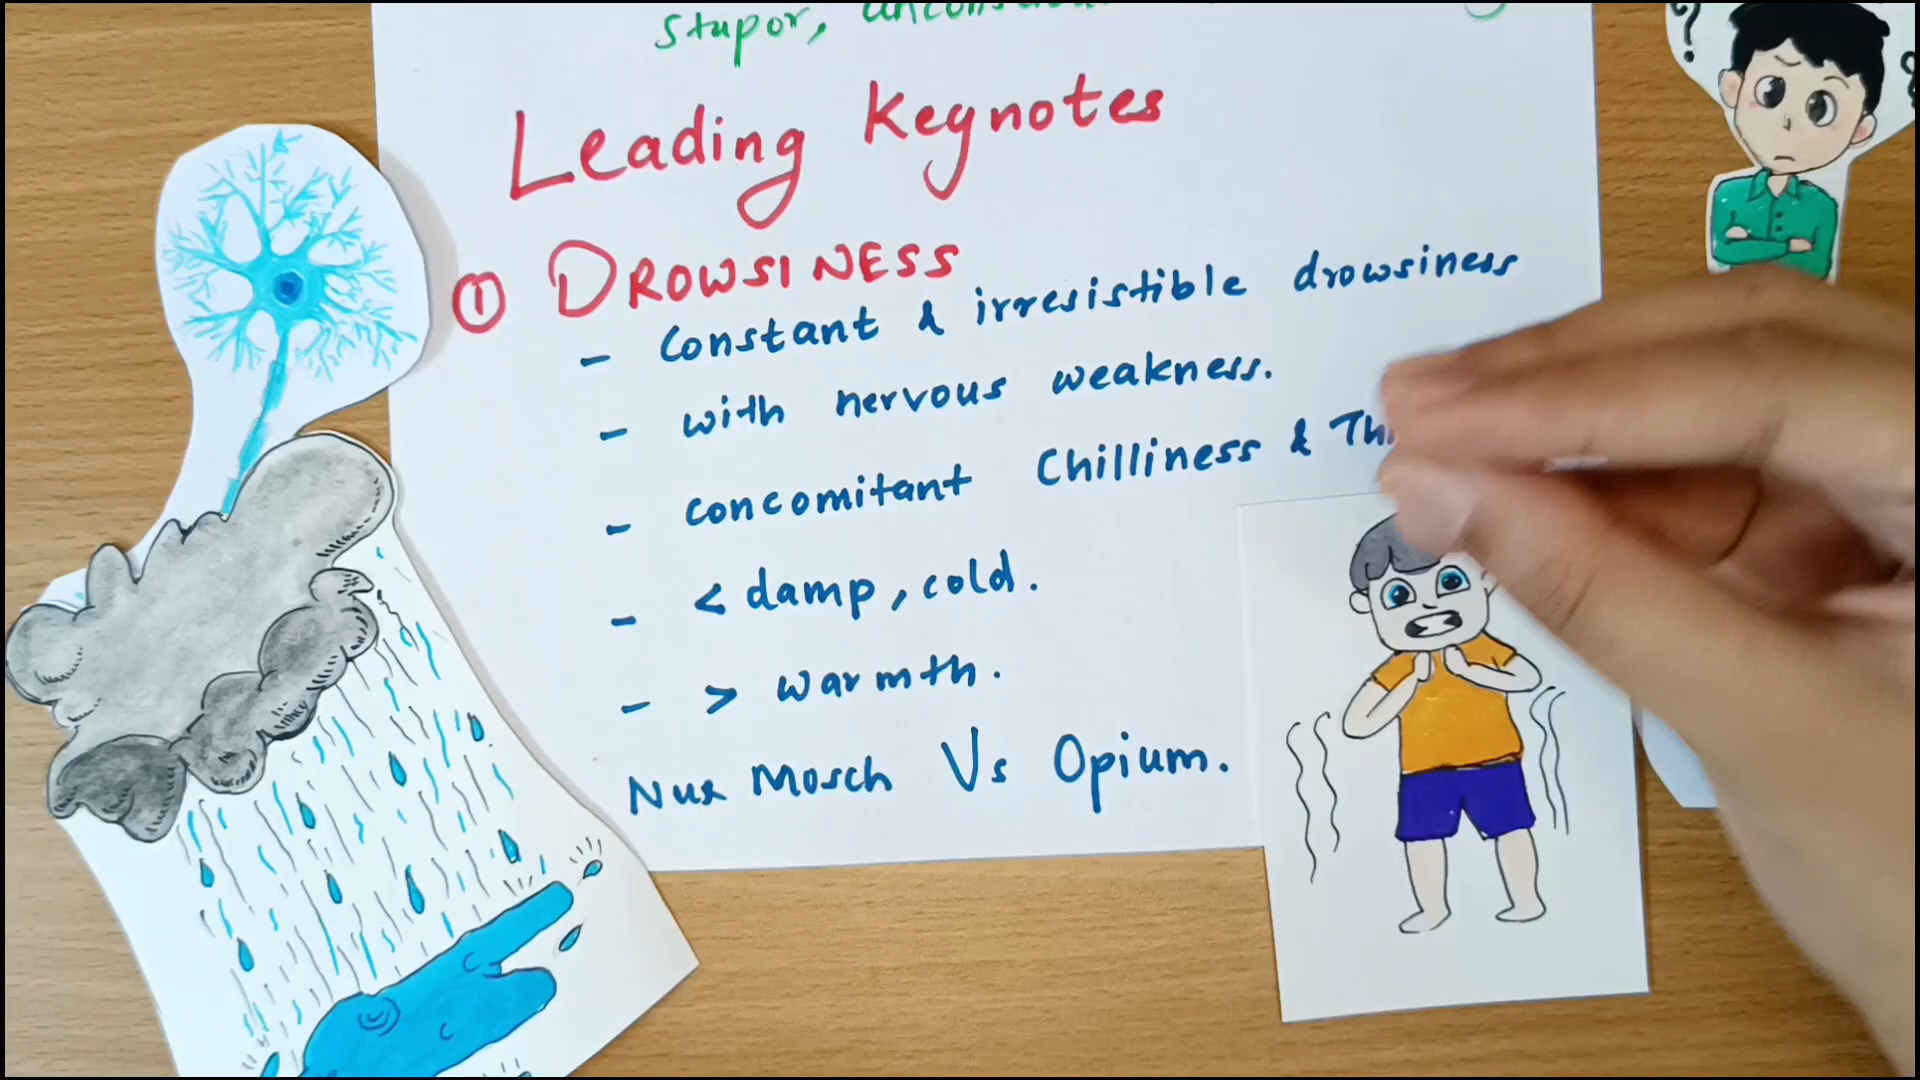 stupor,
Leading Keynotes
① DROWSINESS
- Constant & irresistible drowsiness
- with nervous weakness.
- concomitant Chilliness &
- < damp, cold.
- > warmth.
Nux Mosch Vs Opium.
? ?